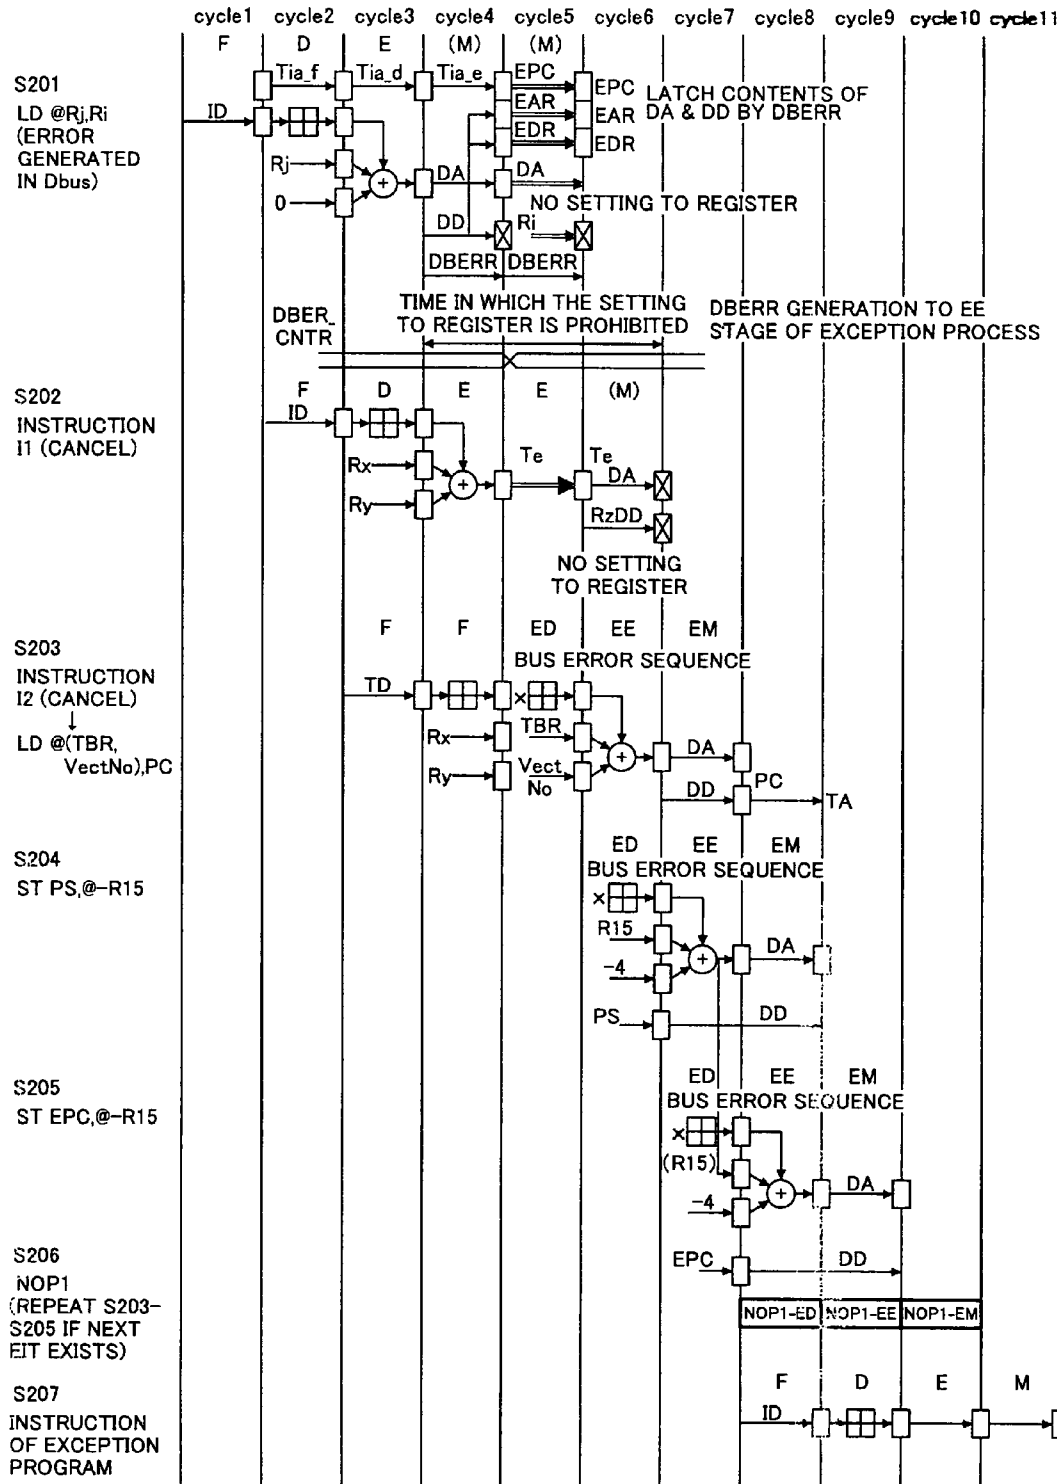 cycle1 cycle2 cycle3 cycle4 cycle5 cycle6 cycle7 cycle8 cycle9 cycle10 cycle11
F D E (M) (M)
S201
LD @Rj,Ri
(ERROR
GENERATED
IN Dbus)
Tia_f Tia_d Tia_e EPC EPC
ID EAR EAR
EDR EDR
LATCH CONTENTS OF
DA & DD BY DBERR
Rj DA DA
0
NO SETTING TO REGISTER
DD Ri
DBERR DBERR
TIME IN WHICH THE SETTING
TO REGISTER IS PROHIBITED
DBERR GENERATION TO EE
STAGE OF EXCEPTION PROCESS
DBER_
CNTR
S202
INSTRUCTION
I1 (CANCEL)
F D E E (M)
ID
Rx Te Te
DA
Ry
RzDD
NO SETTING
TO REGISTER
S203
INSTRUCTION
I2 (CANCEL)
↓
LD @(TBR,
VectNo),PC
F F ED EE EM
BUS ERROR SEQUENCE
TD ×
Rx TBR DA
Ry Vect
No
DD PC TA
S204
ST PS,@-R15
ED EE EM
BUS ERROR SEQUENCE
×
R15
-4 DA
PS DD
S205
ST EPC,@-R15
ED EE EM
BUS ERROR SEQUENCE
×
(R15)
-4 DA
EPC DD
S206
NOP1
(REPEAT S203-
S205 IF NEXT
EIT EXISTS)
NOP1-ED NOP1-EE NOP1-EM
S207
INSTRUCTION
OF EXCEPTION
PROGRAM
F D E M
ID